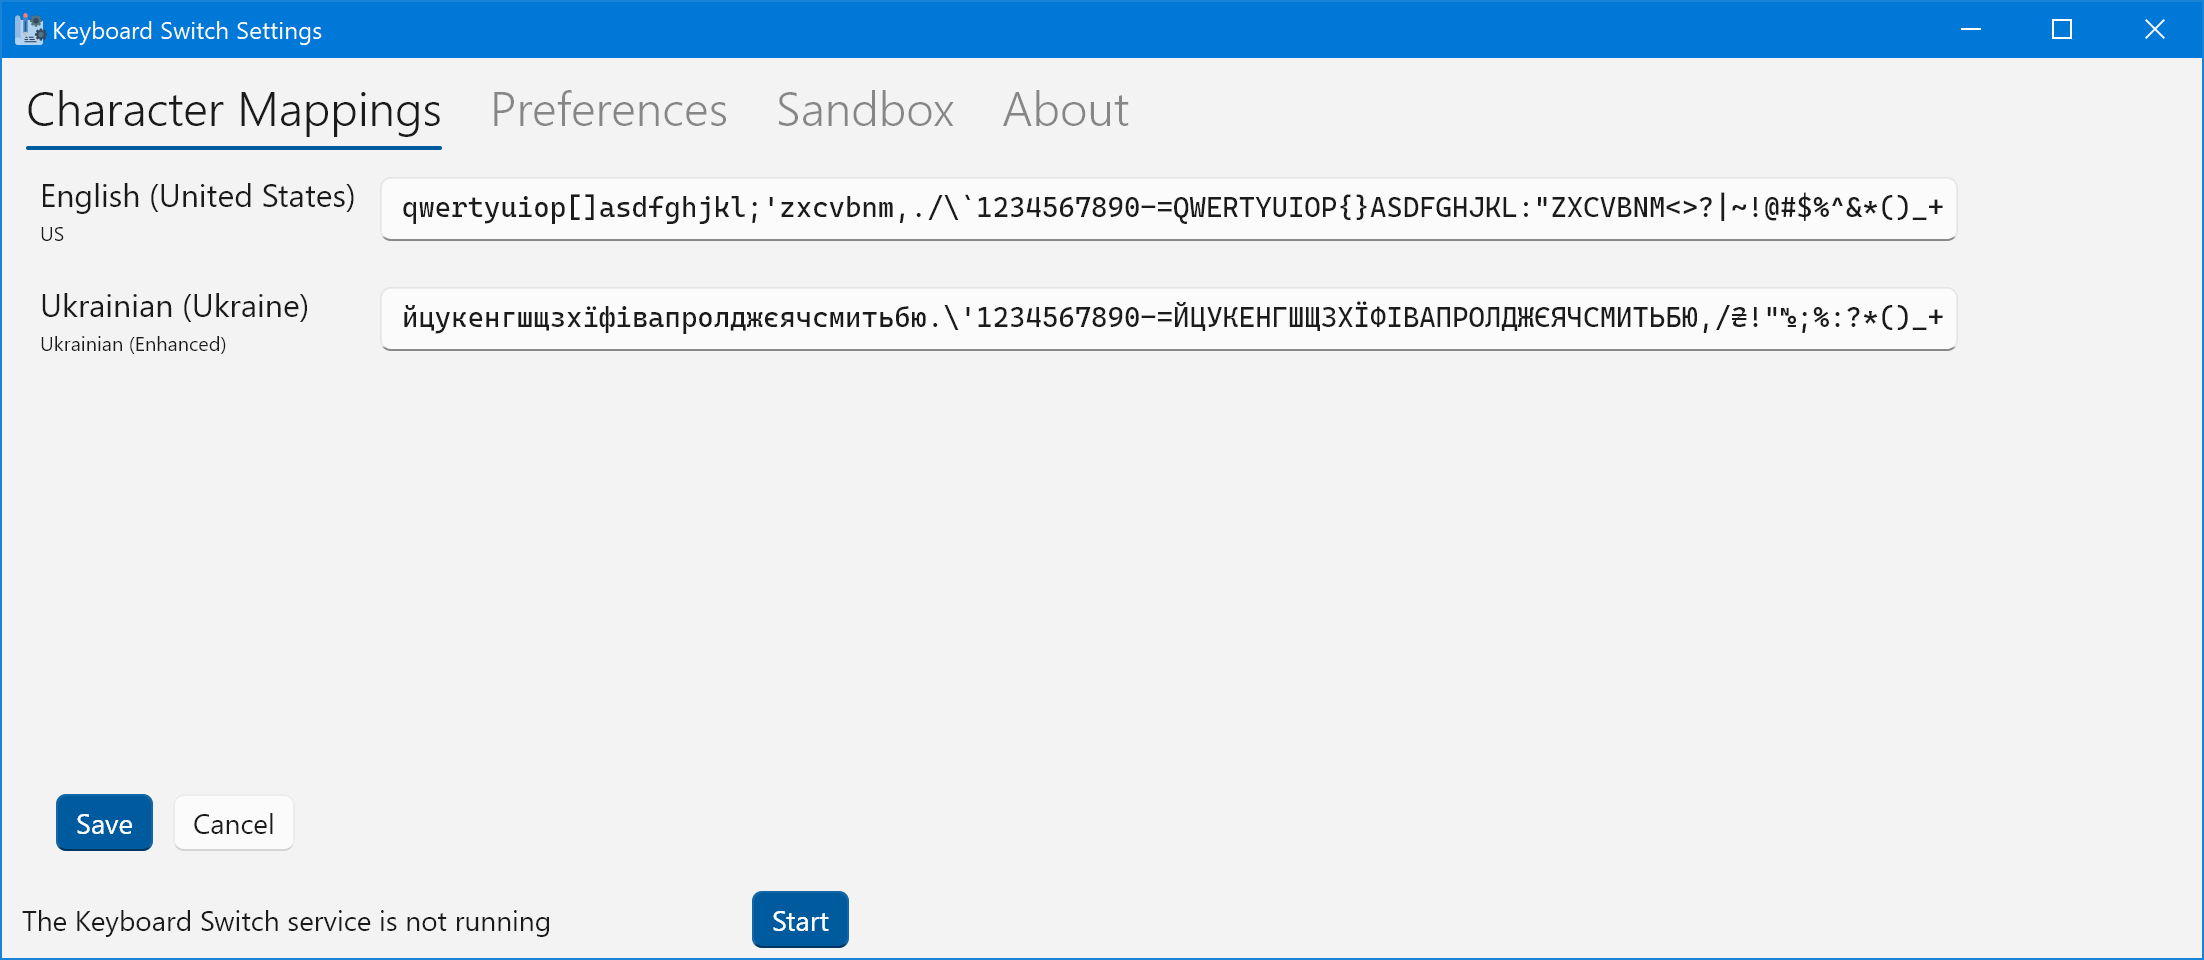 Keyboard Switch Settings
Character Mappings Preferences Sandbox About
English (United States)
US
qwertyuiop[]asdfghjkl;'zxcvbnm,./\`1234567890-=QWERTYUIOP{}ASDFGHJKL:"ZXCVBNM<>?|~!@#$%^&*()_+
Ukrainian (Ukraine)
Ukrainian (Enhanced)
йцукенгшщзхїфівапролджєячсмитьбю.\'1234567890-=ЙЦУКЕНГШЩЗХЇФІВАПРОЛДЖЄЯЧСМИТЬБЮ,/₴!"№;%:?*()_+
Save Cancel
The Keyboard Switch service is not running Start